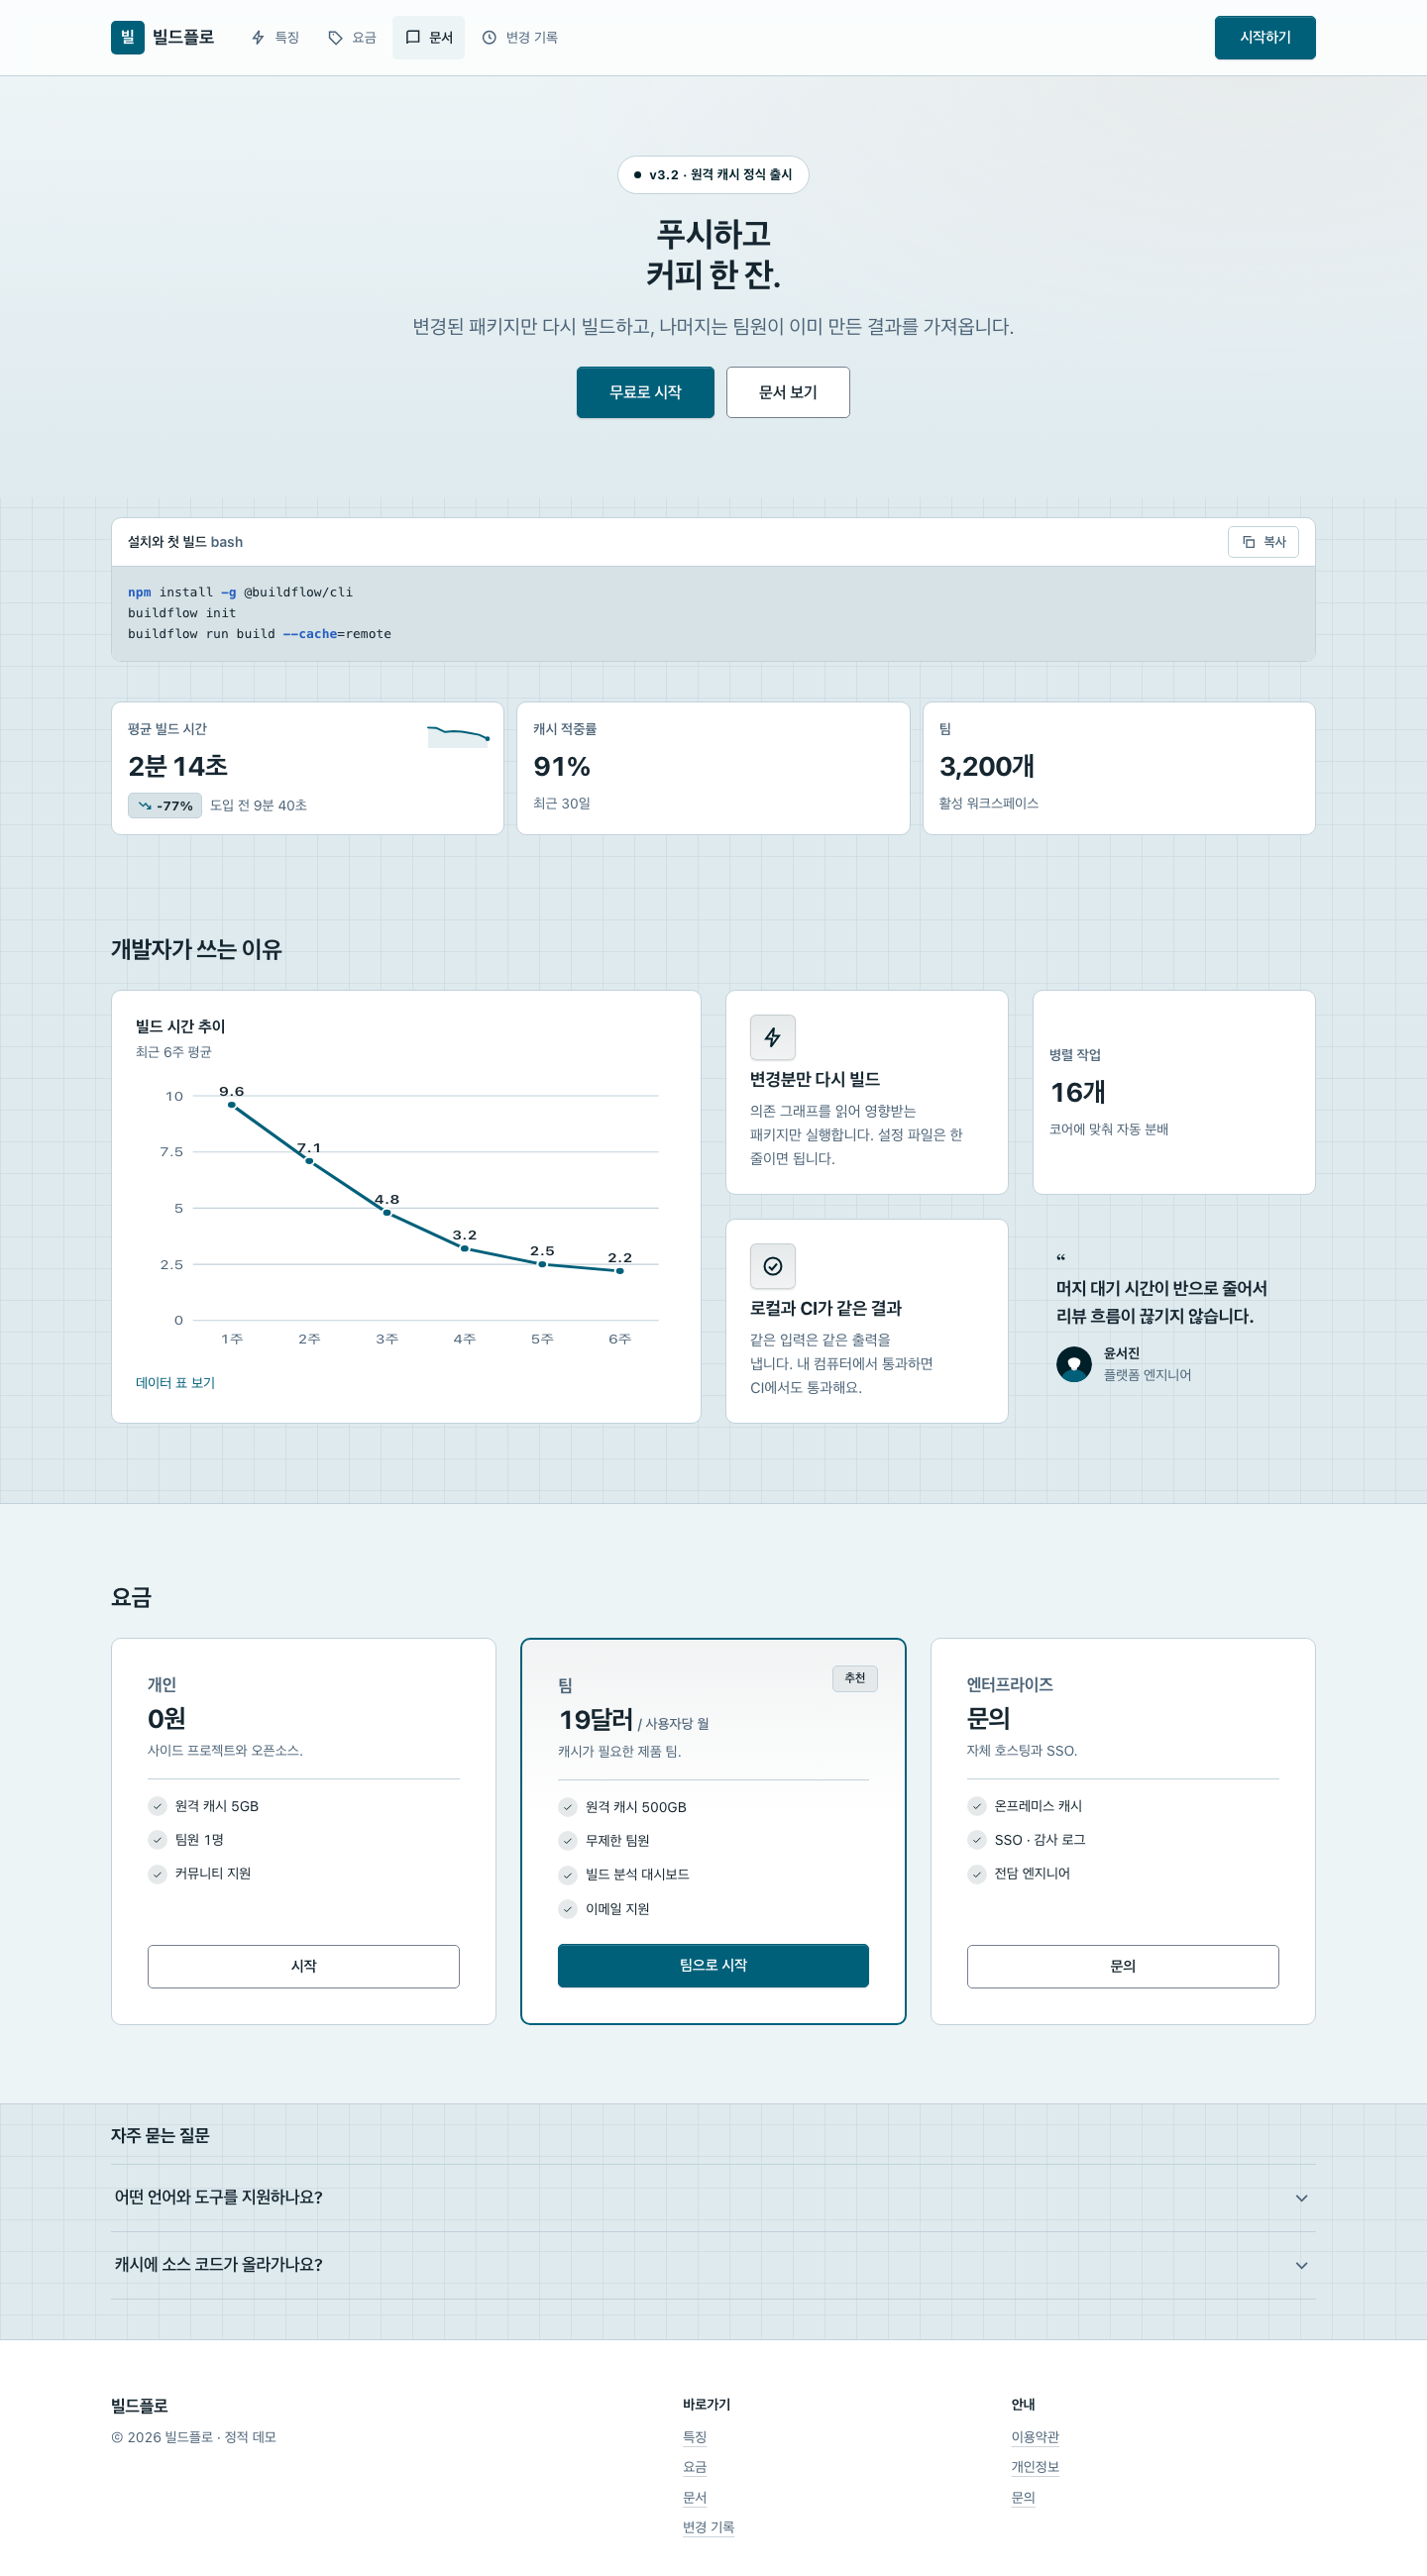 빌 빌드플로 특징 요금 문서 변경 기록 시작하기
v3.2 · 원격 캐시 정식 출시
푸시하고
커피 한 잔.
변경된 패키지만 다시 빌드하고, 나머지는 팀원이 이미 만든 결과를 가져옵니다.
무료로 시작 문서 보기
설치와 첫 빌드 bash 복사
npm install -g @buildflow/cli
buildflow init
buildflow run build --cache=remote
평균 빌드 시간
2분 14초
-77% 도입 전 9분 40초
캐시 적중률
91%
최근 30일
팀
3,200개
활성 워크스페이스
개발자가 쓰는 이유
빌드 시간 추이
최근 6주 평균
10
7.5
5
2.5
0
9.6
7.1
4.8
3.2
2.5
2.2
1주 2주 3주 4주 5주 6주
데이터 표 보기
변경분만 다시 빌드
의존 그래프를 읽어 영향받는
패키지만 실행합니다. 설정 파일은 한
줄이면 됩니다.
병렬 작업
16개
코어에 맞춰 자동 분배
로컬과 CI가 같은 결과
같은 입력은 같은 출력을
냅니다. 내 컴퓨터에서 통과하면
CI에서도 통과해요.
“
머지 대기 시간이 반으로 줄어서
리뷰 흐름이 끊기지 않습니다.
윤서진
플랫폼 엔지니어
요금
개인
0원
사이드 프로젝트와 오픈소스.
원격 캐시 5GB
팀원 1명
커뮤니티 지원
시작
추천
팀
19달러 / 사용자당 월
캐시가 필요한 제품 팀.
원격 캐시 500GB
무제한 팀원
빌드 분석 대시보드
이메일 지원
팀으로 시작
엔터프라이즈
문의
자체 호스팅과 SSO.
온프레미스 캐시
SSO · 감사 로그
전담 엔지니어
문의
자주 묻는 질문
어떤 언어와 도구를 지원하나요?
캐시에 소스 코드가 올라가나요?
빌드플로
© 2026 빌드플로 · 정적 데모
바로가기
특징
요금
문서
변경 기록
안내
이용약관
개인정보
문의